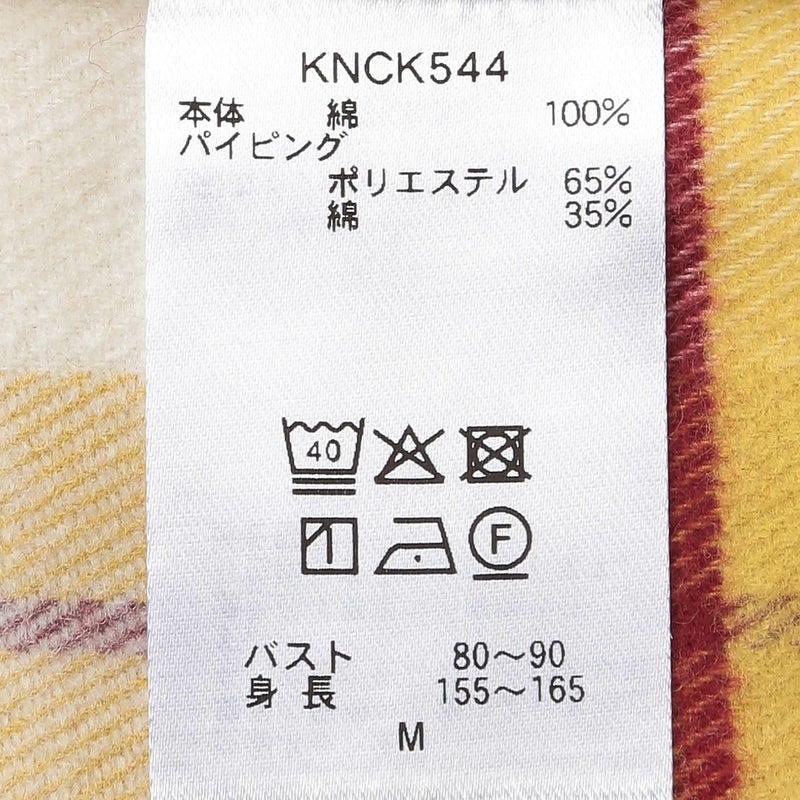 KNCK544
本体 綿 100%
パイピング
ポリエステル 65%
綿 35%
40
F
バスト 80～90
身長 155～165
M